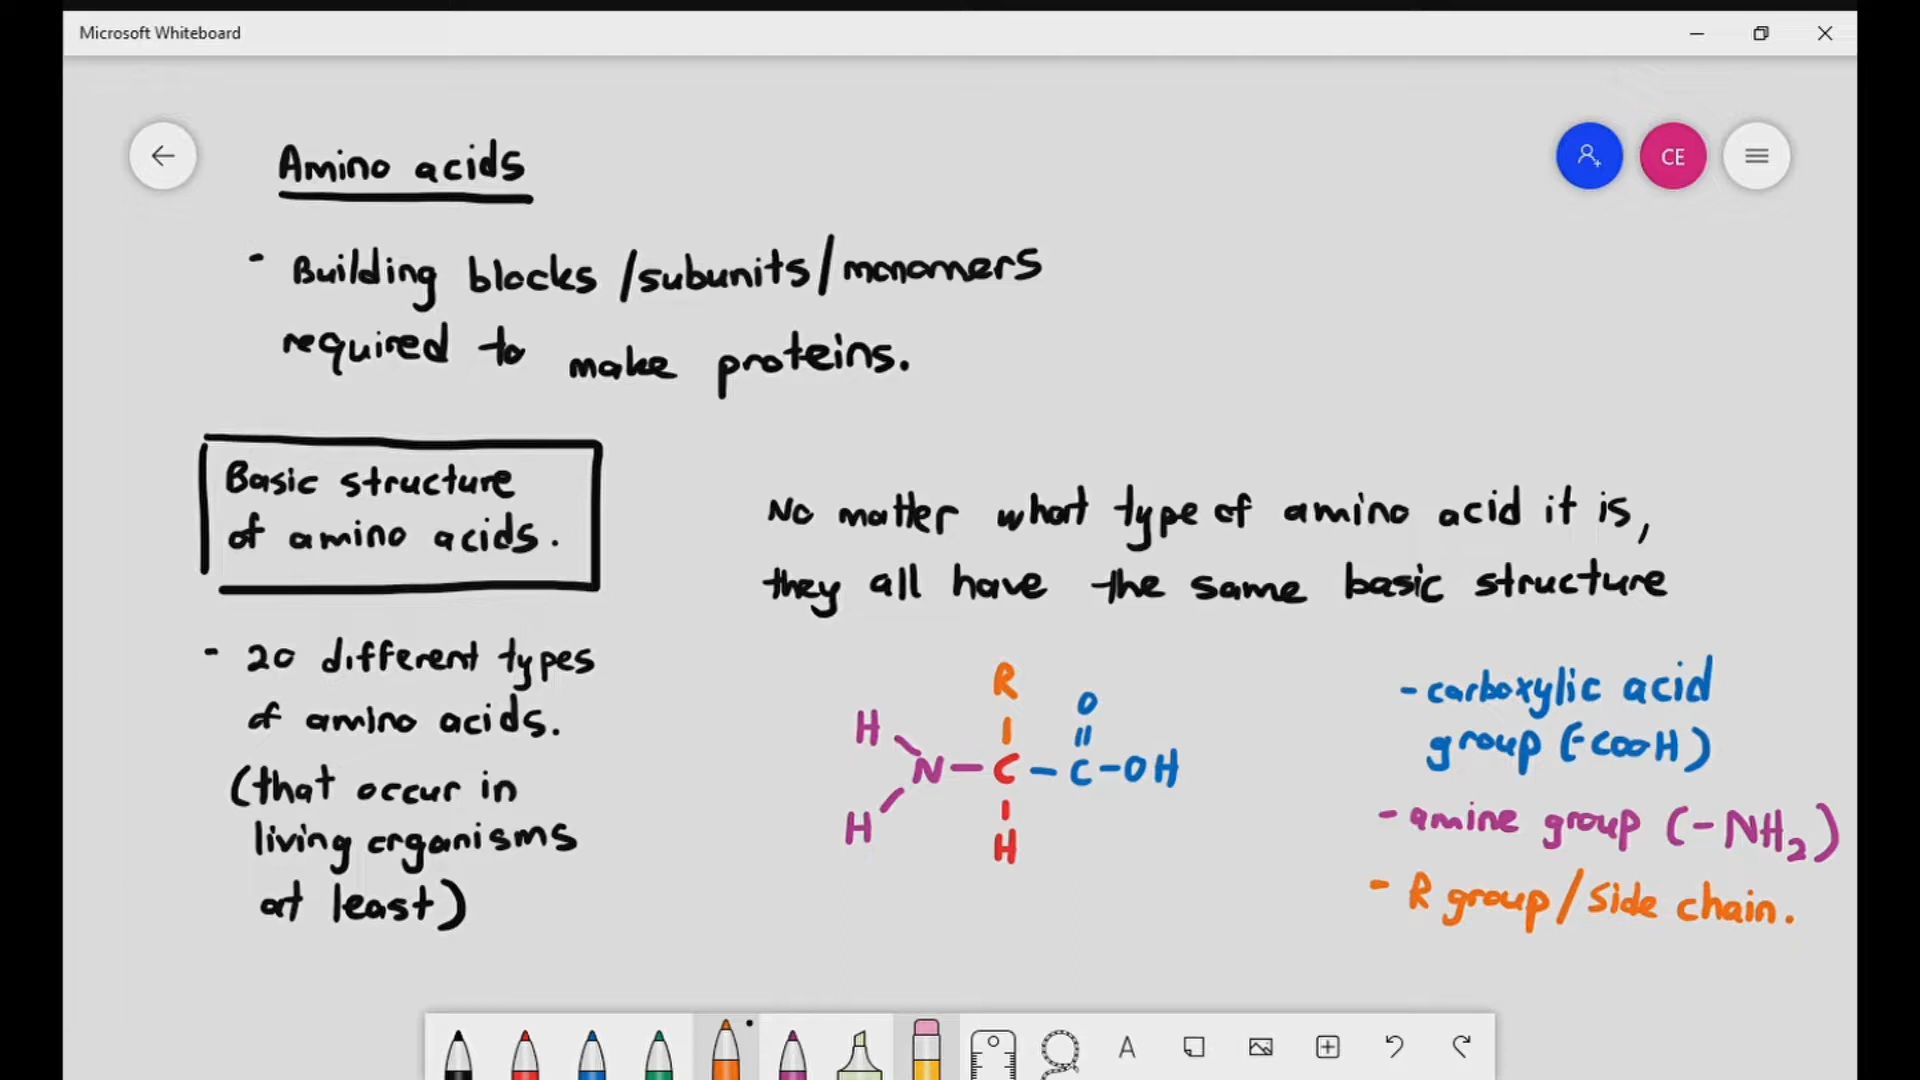 Microsoft Whiteboard
CE
Amino acids
- Building blocks/subunits/monomers
required to make proteins.
Basic structure
of amino acids.
No matter what type of amino acid it is,
they all have the same basic structure
- 20 different types
of amino acids.
(that occur in
living organisms
at least)
R
H O
N - C - C - OH
H H
- carboxylic acid
group (-COOH)
- amine group (-NH2)
- R group/Side chain.
A